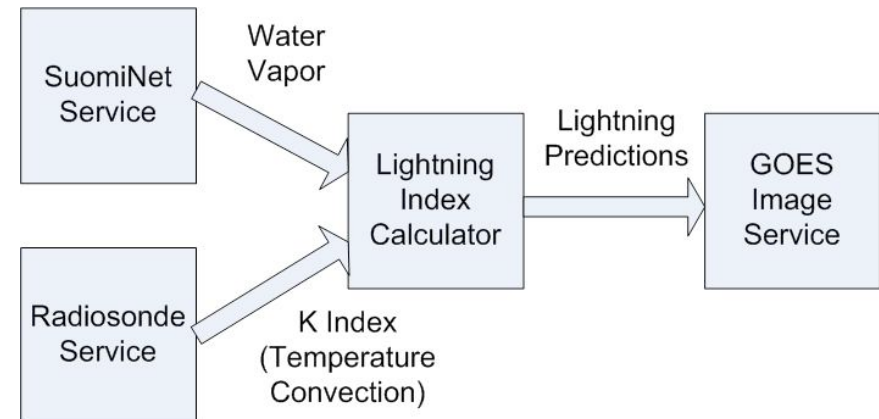 SuomiNet
Service
Water
Vapor
Radiosonde
Service
K Index
(Temperature
Convection)
Lightning
Index
Calculator
Lightning
Predictions
GOES
Image
Service